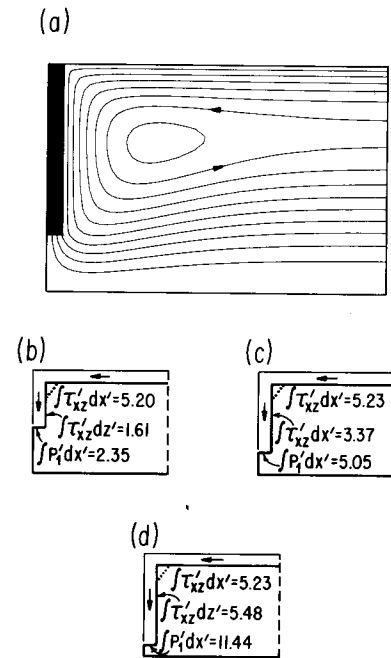 (a)
(b)
∫τ'xz dx'=5.20
∫τ'xz dz'=1.61
∫P'1 dx'=2.35
(c)
∫τ'xz dx'=5.23
∫τ'xz dx'=3.37
∫P'1 dx'=5.05
(d)
∫τ'xz dx'=5.23
∫τ'xz dz'=5.48
∫P'1 dx'=11.44